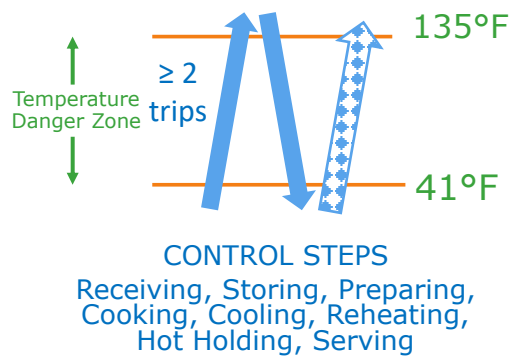 135°F
≥ 2
trips
Temperature
Danger Zone
41°F
CONTROL STEPS
Receiving, Storing, Preparing,
Cooking, Cooling, Reheating,
Hot Holding, Serving